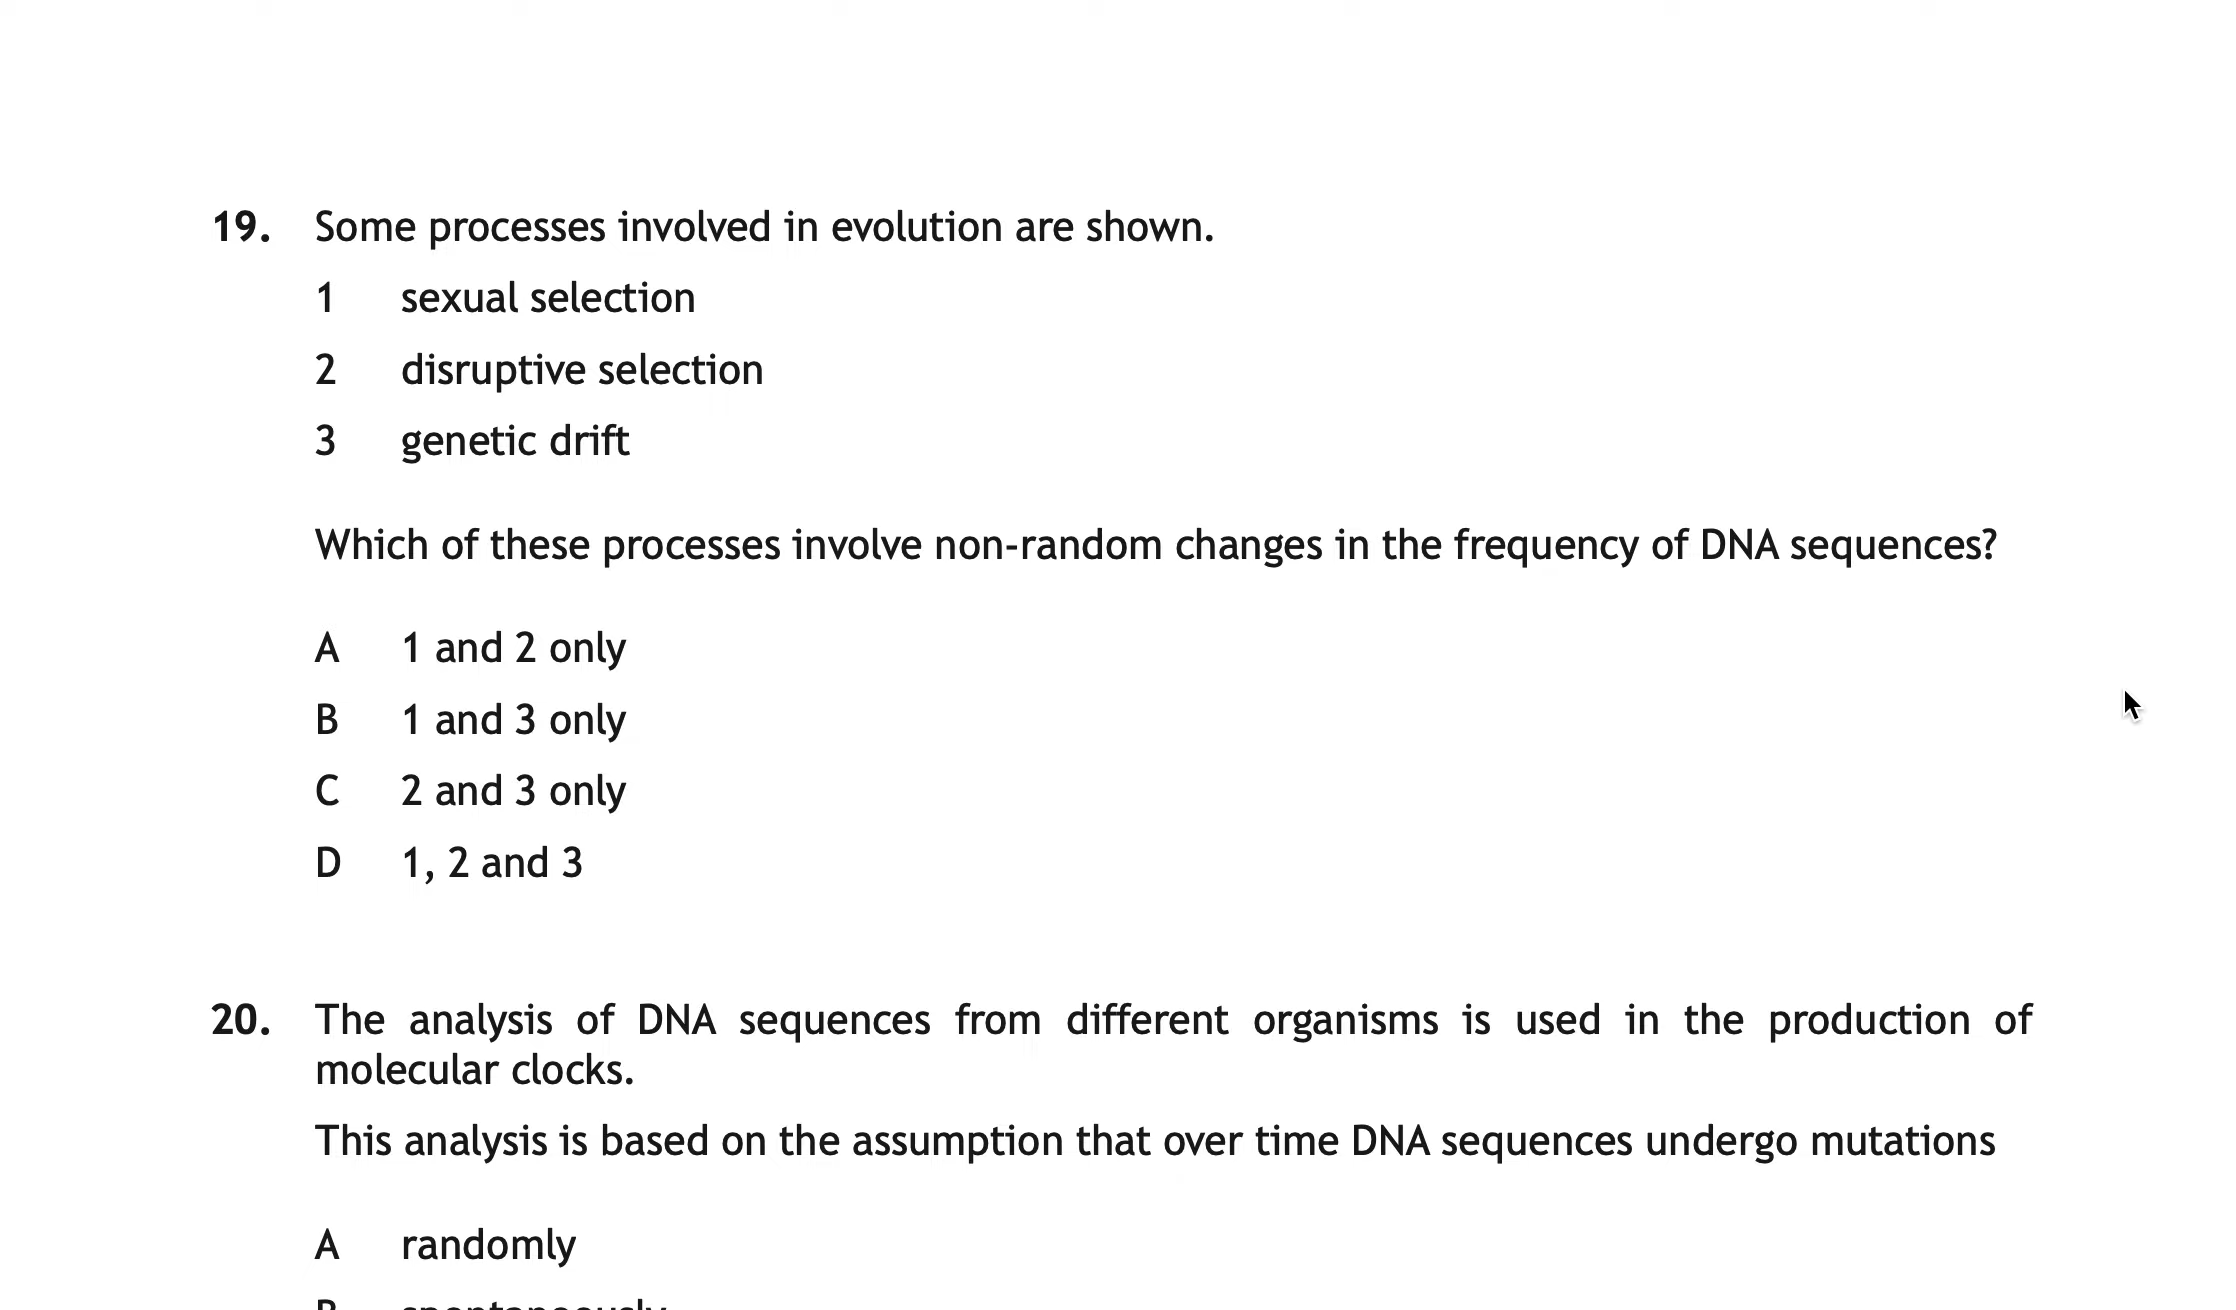 19. Some processes involved in evolution are shown.
1 sexual selection
2 disruptive selection
3 genetic drift
Which of these processes involve non-random changes in the frequency of DNA sequences?
A 1 and 2 only
B 1 and 3 only
C 2 and 3 only
D 1, 2 and 3
20. The analysis of DNA sequences from different organisms is used in the production of
molecular clocks.
This analysis is based on the assumption that over time DNA sequences undergo mutations
A randomly
B spontaneously